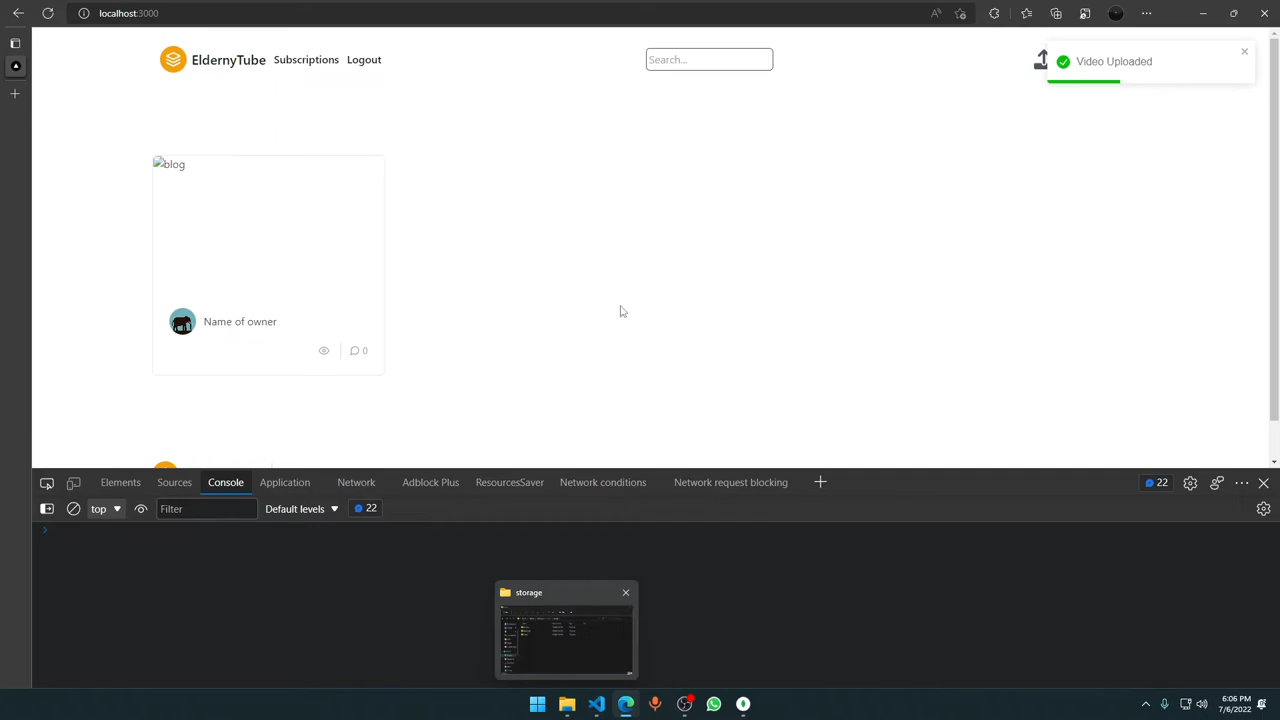 localhost:3000
EldernyTube Subscriptions Logout
Search...
Video Uploaded
blog
Name of owner
0
Elements Sources Console Application Network Adblock Plus ResourcesSaver Network conditions Network request blocking 22
top Filter Default levels 22
storage
6:06 PM
7/6/2022